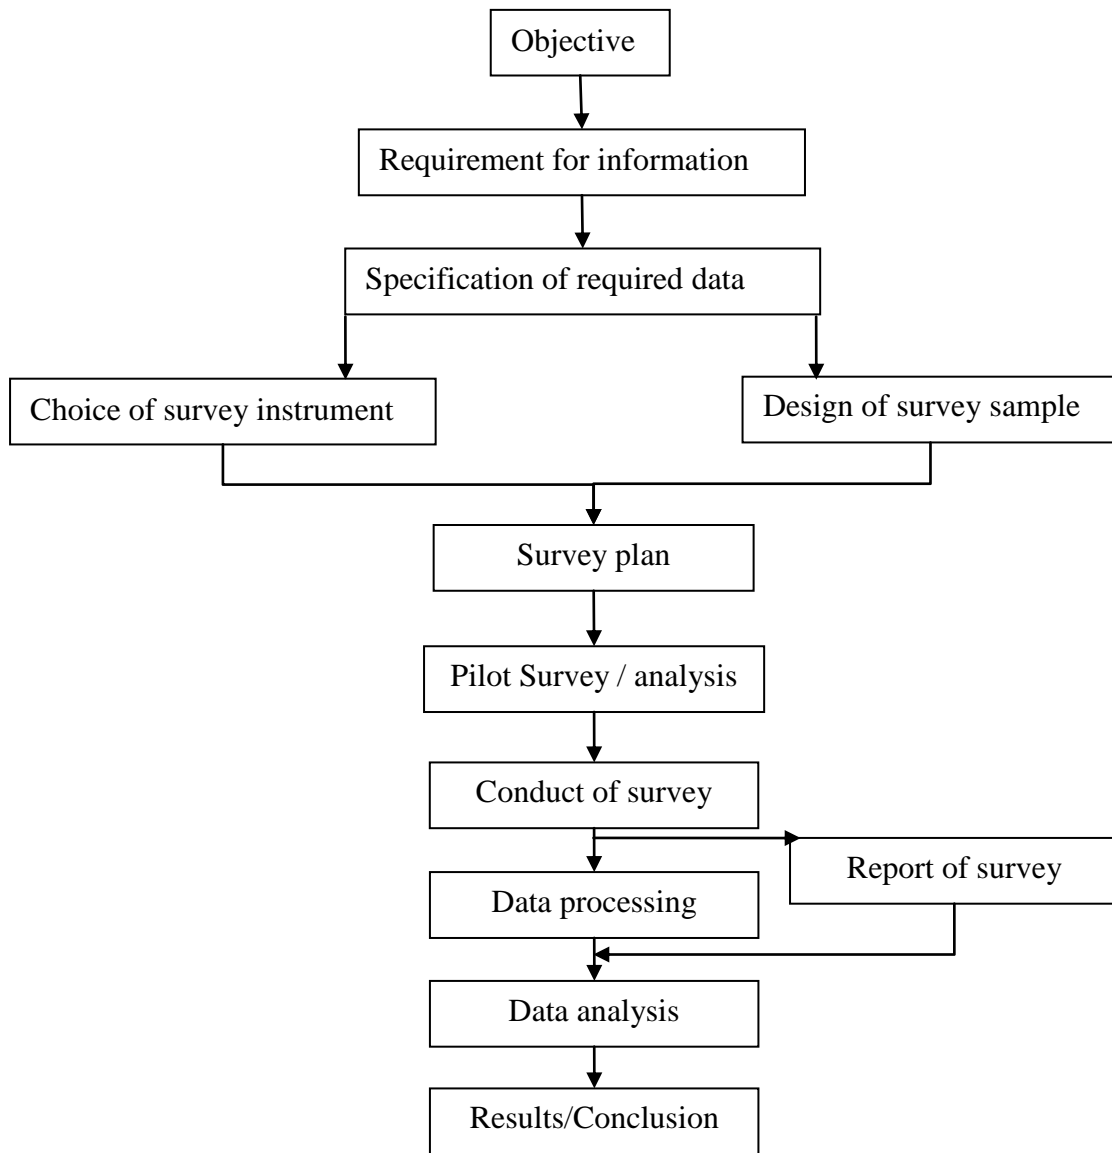 Objective
Requirement for information
Specification of required data
Choice of survey instrument
Design of survey sample
Survey plan
Pilot Survey / analysis
Conduct of survey
Report of survey
Data processing
Data analysis
Results/Conclusion